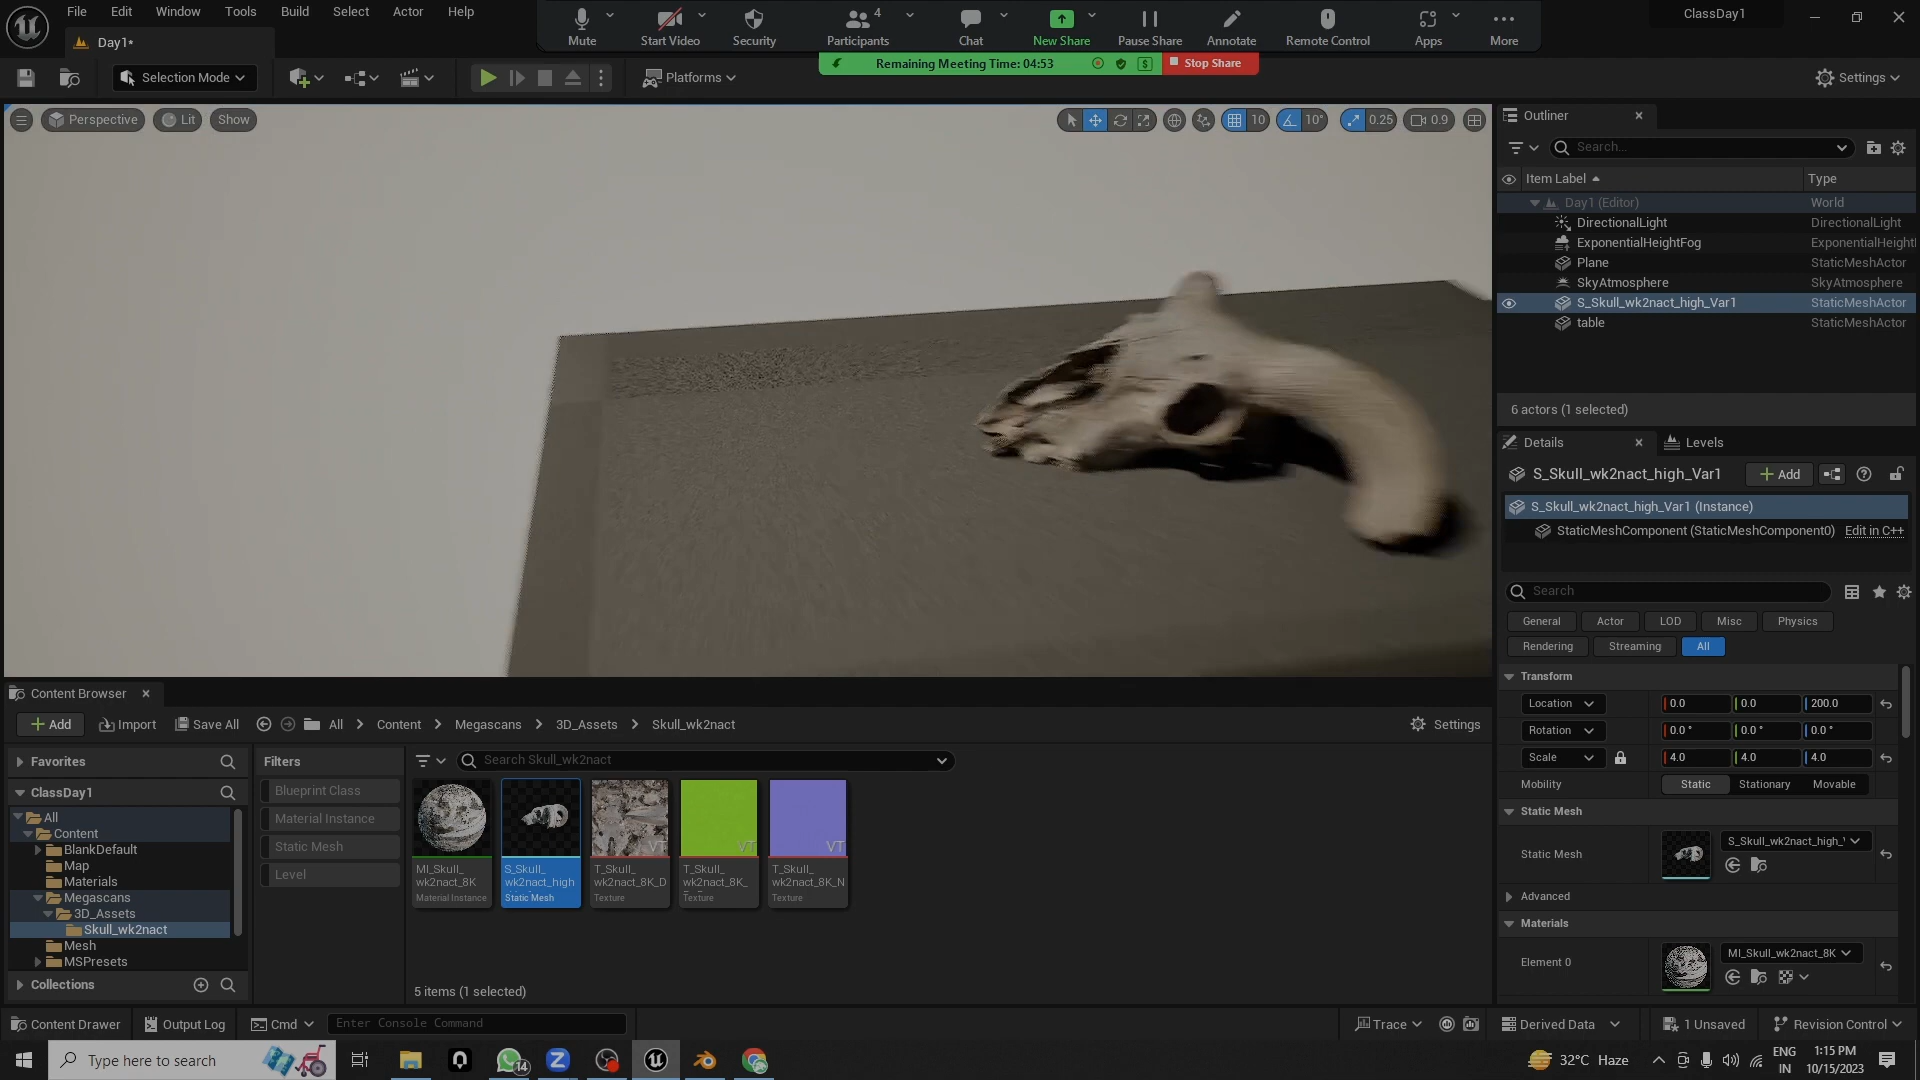 File Edit Window Tools Build Select Actor Help
Mute Start Video Security Participants 4 Chat New Share Pause Share Annotate Remote Control Apps More
ClassDay1
Day1*
Remaining Meeting Time: 04:53 Stop Share
Selection Mode Platforms Settings
Perspective Lit Show 10 10° 0.25 0.9
Outliner
Search...
Item Label Type
Day1 (Editor) World
DirectionalLight DirectionalLight
ExponentialHeightFog ExponentialHeightl
Plane StaticMeshActor
SkyAtmosphere SkyAtmosphere
S_Skull_wk2nact_high_Var1 StaticMeshActor
table StaticMeshActor
6 actors (1 selected)
Details Levels
S_Skull_wk2nact_high_Var1 Add
S_Skull_wk2nact_high_Var1 (Instance)
StaticMeshComponent (StaticMeshComponent0) Edit in C++
Search
General Actor LOD Misc Physics
Rendering Streaming All
Transform
Location 0.0 0.0 200.0
Rotation 0.0° 0.0° 0.0°
Scale 4.0 4.0 4.0
Mobility Static Stationary Movable
Static Mesh
Static Mesh S_Skull_wk2nact_high_
Advanced
Materials
Element 0 MI_Skull_wk2nact_8K
Content Browser
Add Import Save All All Content Megascans 3D_Assets Skull_wk2nact Settings
Favorites
ClassDay1
All
Content
BlankDefault
Map
Materials
Megascans
3D_Assets
Skull_wk2nact
Mesh
MSPresets
Collections
Filters
Blueprint Class
Material Instance
Static Mesh
Level
Search Skull_wk2nact
VT VT VT
MI_Skull_ S_Skull_ T_Skull_ T_Skull_ T_Skull_
wk2nact_8K wk2nact_high wk2nact_8K_D wk2nact_8K_ wk2nact_8K_N
Material Instance Static Mesh Texture Texture Texture
5 items (1 selected)
Content Drawer Output Log Cmd Enter Console Command Trace Derived Data 1 Unsaved Revision Control
Type here to search 14 32°C Haze ENG IN 1:15 PM 10/15/2023